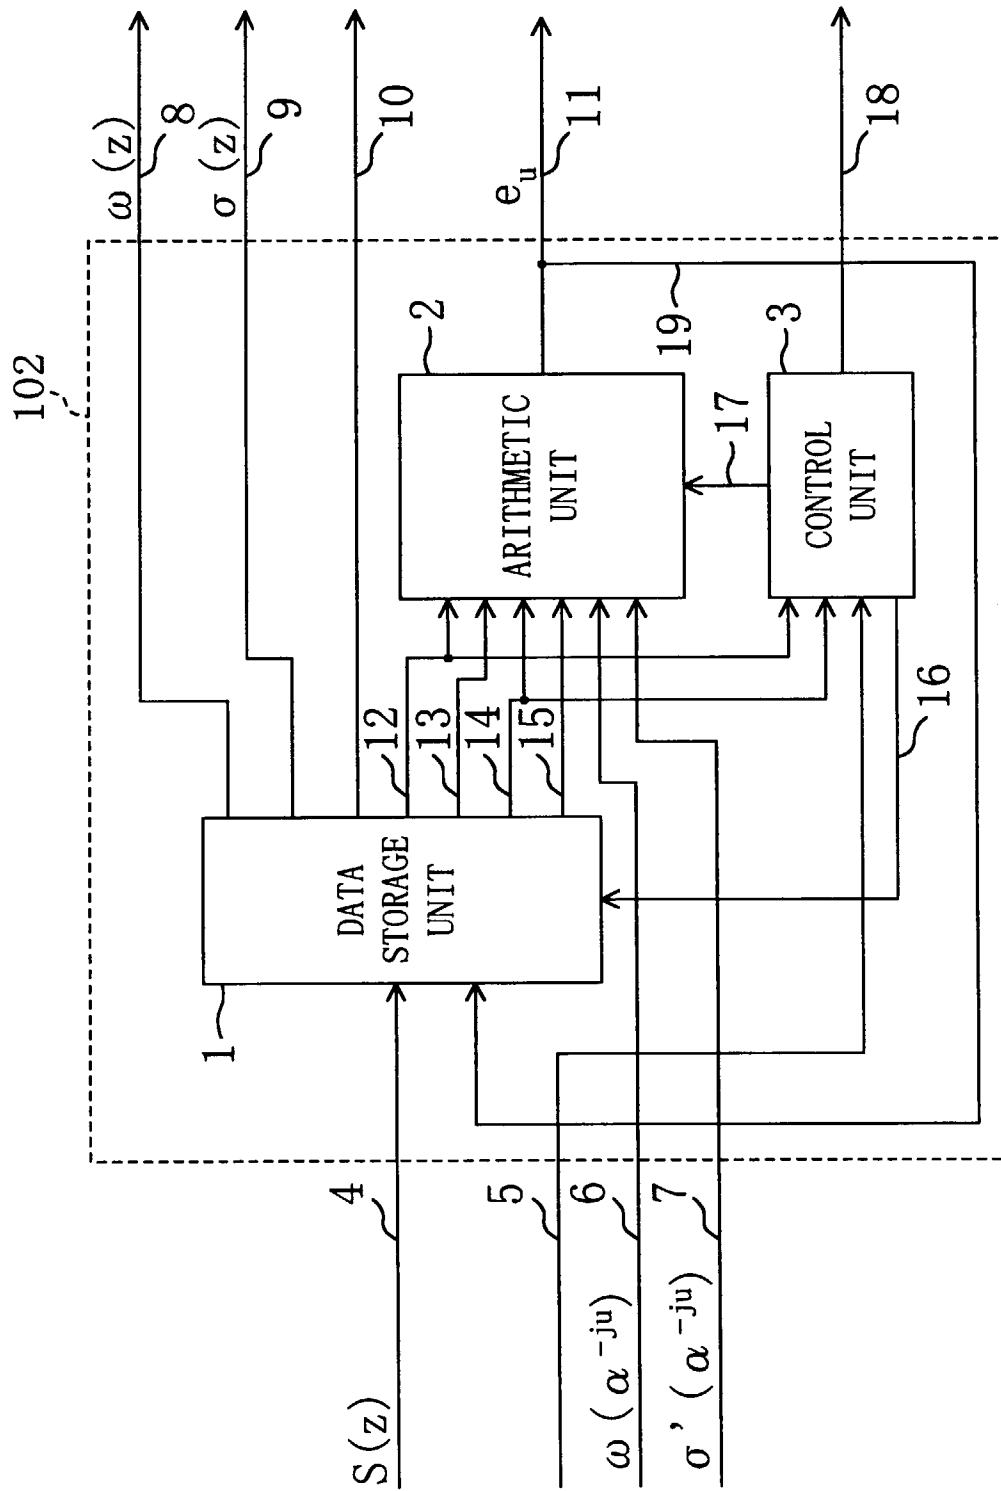 102
ω (z)
8
σ (z)
9
10
e_u
11
18
2
ARITHMETIC
UNIT
19
3
CONTROL
UNIT
17
12
13
14
15
16
DATA
STORAGE
UNIT
1
S(z)
4
5
ω (α^-ju)
6
σ' (α^-ju)
7